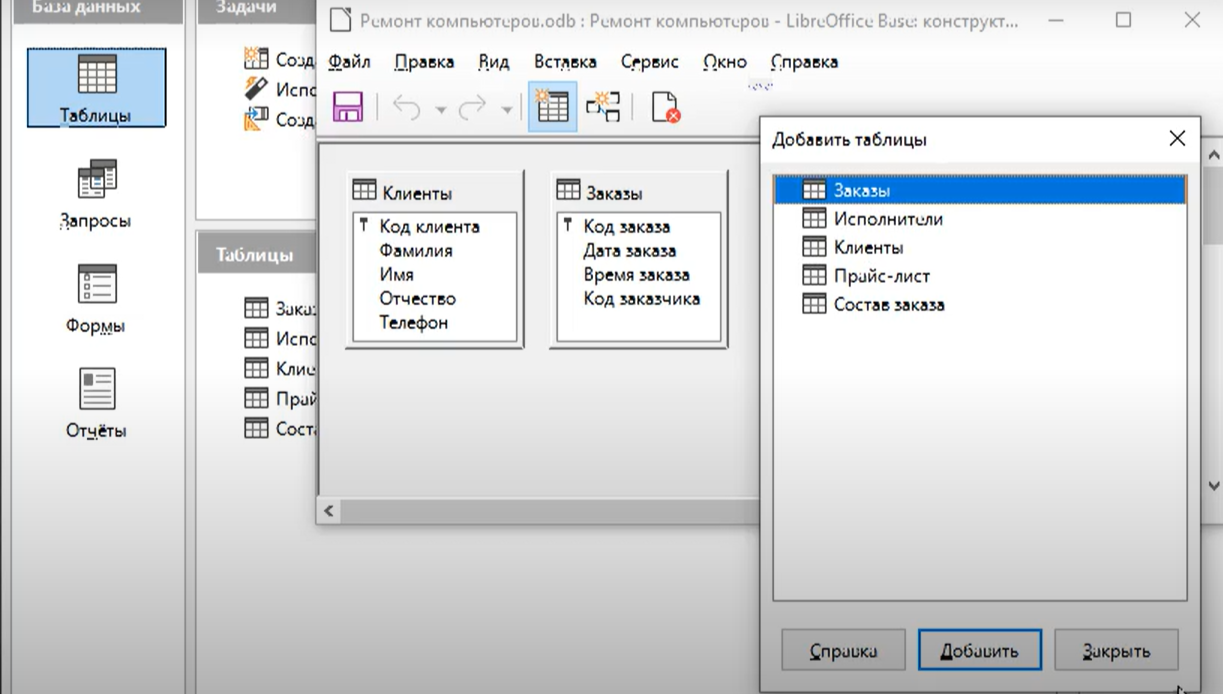 База данных
Таблицы
Запросы
Формы
Отчёты
Задачи
Созд
Испо
Созд
Таблицы
Зака
Испо
Клие
Прай
Соста
Ремонт компьютеров.odb : Ремонт компьютеров - LibreOffice Base: конструкт...
Файл Правка Вид Вставка Сервис Окно Справка
Клиенты
Код клиента
Фамилия
Имя
Отчество
Телефон
Заказы
Код заказа
Дата заказа
Время заказа
Код заказчика
Добавить таблицы
Заказы
Исполнители
Клиенты
Прайс-лист
Состав заказа
Справка Добавить Закрыть